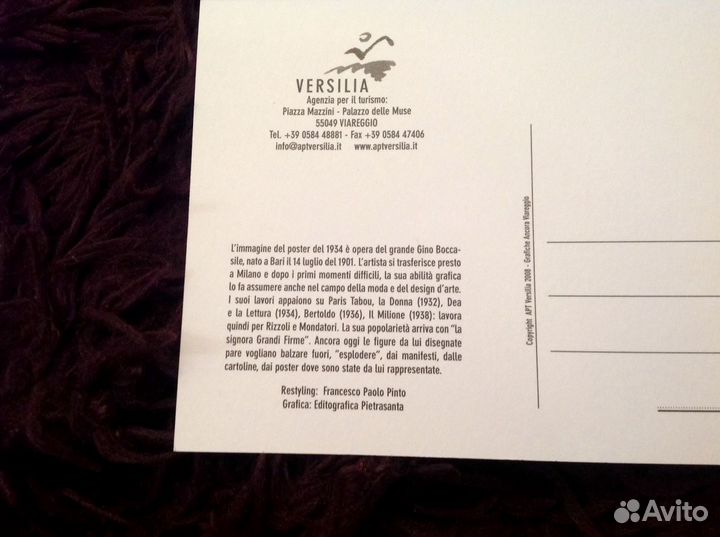 VERSILIA
Agenzia per il turismo:
Piazza Mazzini - Palazzo delle Muse
55049 VIAREGGIO
Tel. +39 0584 48881 - Fax +39 0584 47406
info@aptversilia.it www.aptversilia.it
L'immagine del poster del 1934 è opera del grande Gino Bocca-
sile, nato a Bari il 14 luglio del 1901. L'artista si trasferisce presto
a Milano e dopo i primi momenti difficili, la sua abilità grafica
lo fa assumere anche nel campo della moda e del design d'arte.
I suoi lavori appaiono su Paris Tabou, la Donna (1932), Dea
e la Lettura (1934), Bertoldo (1936), Il Milione (1938): lavora
quindi per Rizzoli e Mondatori. La sua popolarietà arriva con "la
signora Grandi Firme". Ancora oggi le figure da lui disegnate
pare vogliano balzare fuori, "esplodere", dai manifesti, dalle
cartoline, dai poster dove sono state da lui rappresentate.
Restyling: Francesco Paolo Pinto
Grafica: Editografica Pietrasanta
Copyright APT Versilia 2008 - Grafiche Ancora Viareggio
Avito